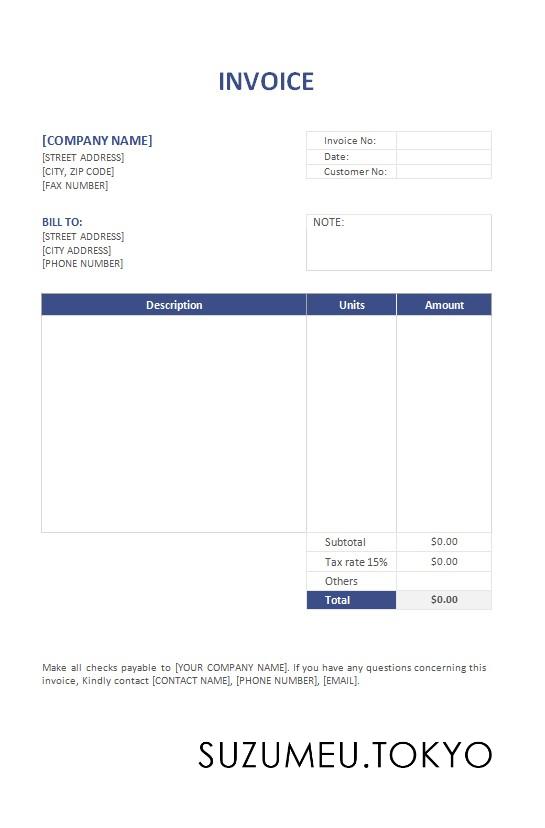 INVOICE
[COMPANY NAME]
[STREET ADDRESS]
[CITY, ZIP CODE]
[FAX NUMBER]
Invoice No:
Date:
Customer No:
BILL TO:
[STREET ADDRESS]
[CITY ADDRESS]
[PHONE NUMBER]
NOTE:
Description Units Amount
Subtotal $0.00
Tax rate 15% $0.00
Others
Total $0.00
Make all checks payable to [YOUR COMPANY NAME]. If you have any questions concerning this
invoice, Kindly contact [CONTACT NAME], [PHONE NUMBER], [EMAIL].
SUZUMEU.TOKYO